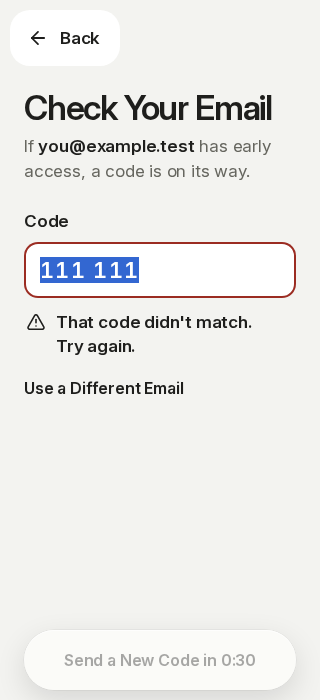 Back
Check Your Email
If you@example.test has early
access, a code is on its way.
Code
111 111
That code didn't match.
Try again.
Use a Different Email
Send a New Code in 0:30